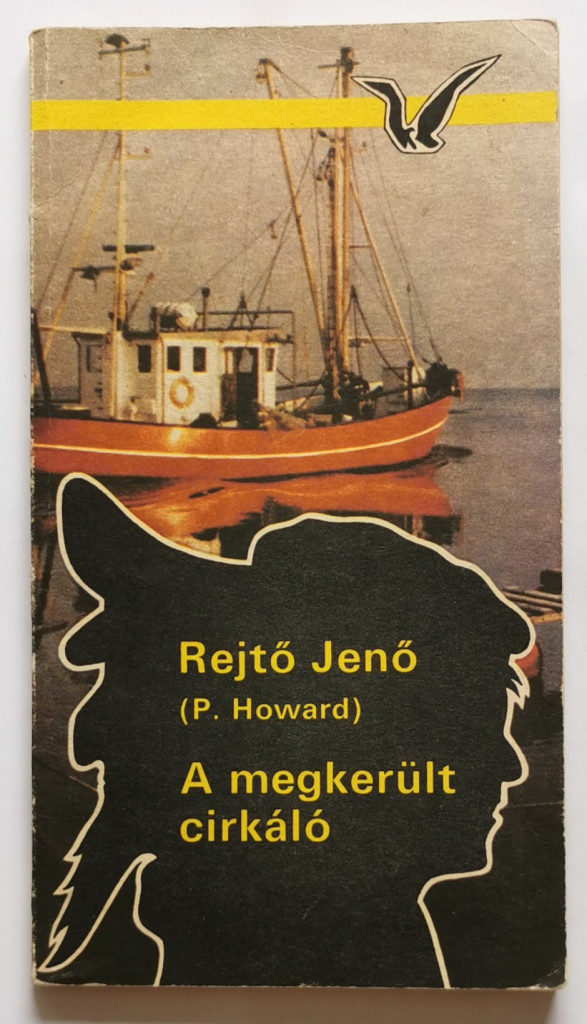 Rejtő Jenő
(P. Howard)
A megkerült
cirkáló